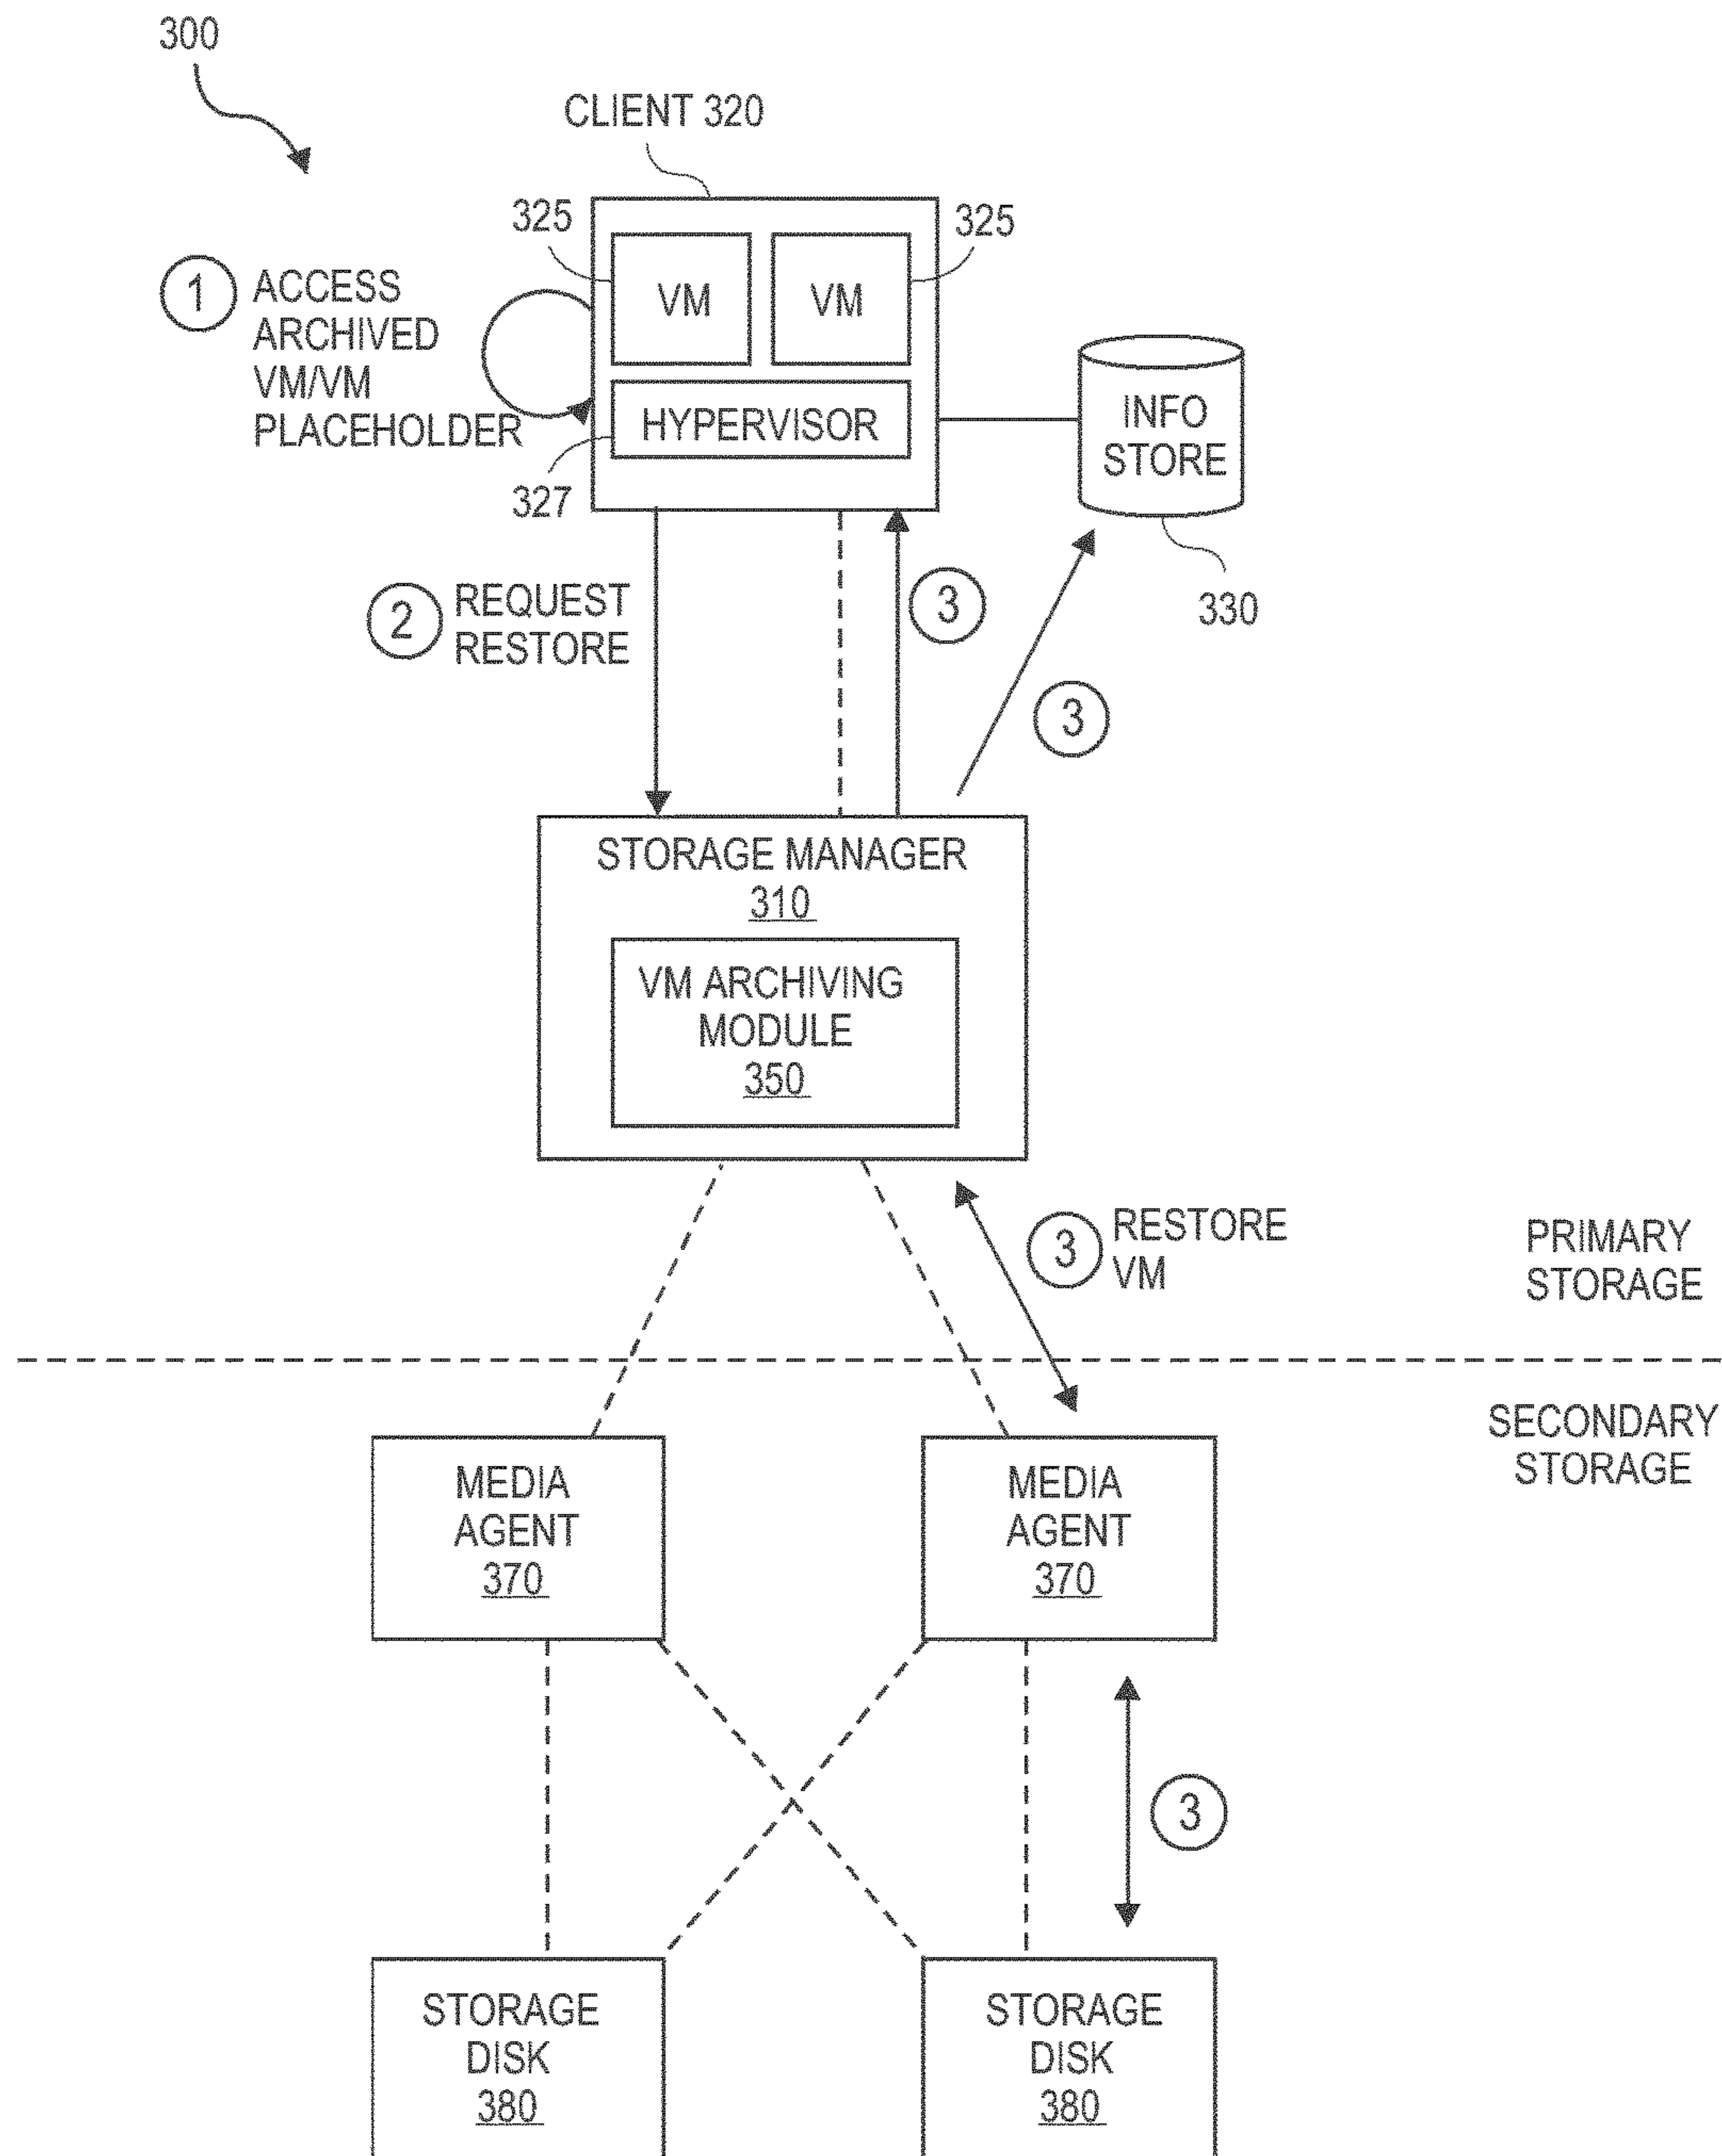 300
CLIENT 320
325
325
VM
VM
1
ACCESS
ARCHIVED
VM/VM
PLACEHOLDER
HYPERVISOR
327
INFO
STORE
330
2
REQUEST
RESTORE
3
3
STORAGE MANAGER
310
VM ARCHIVING
MODULE
350
3
RESTORE
VM
PRIMARY
STORAGE
SECONDARY
STORAGE
MEDIA
AGENT
370
MEDIA
AGENT
370
3
STORAGE
DISK
380
STORAGE
DISK
380